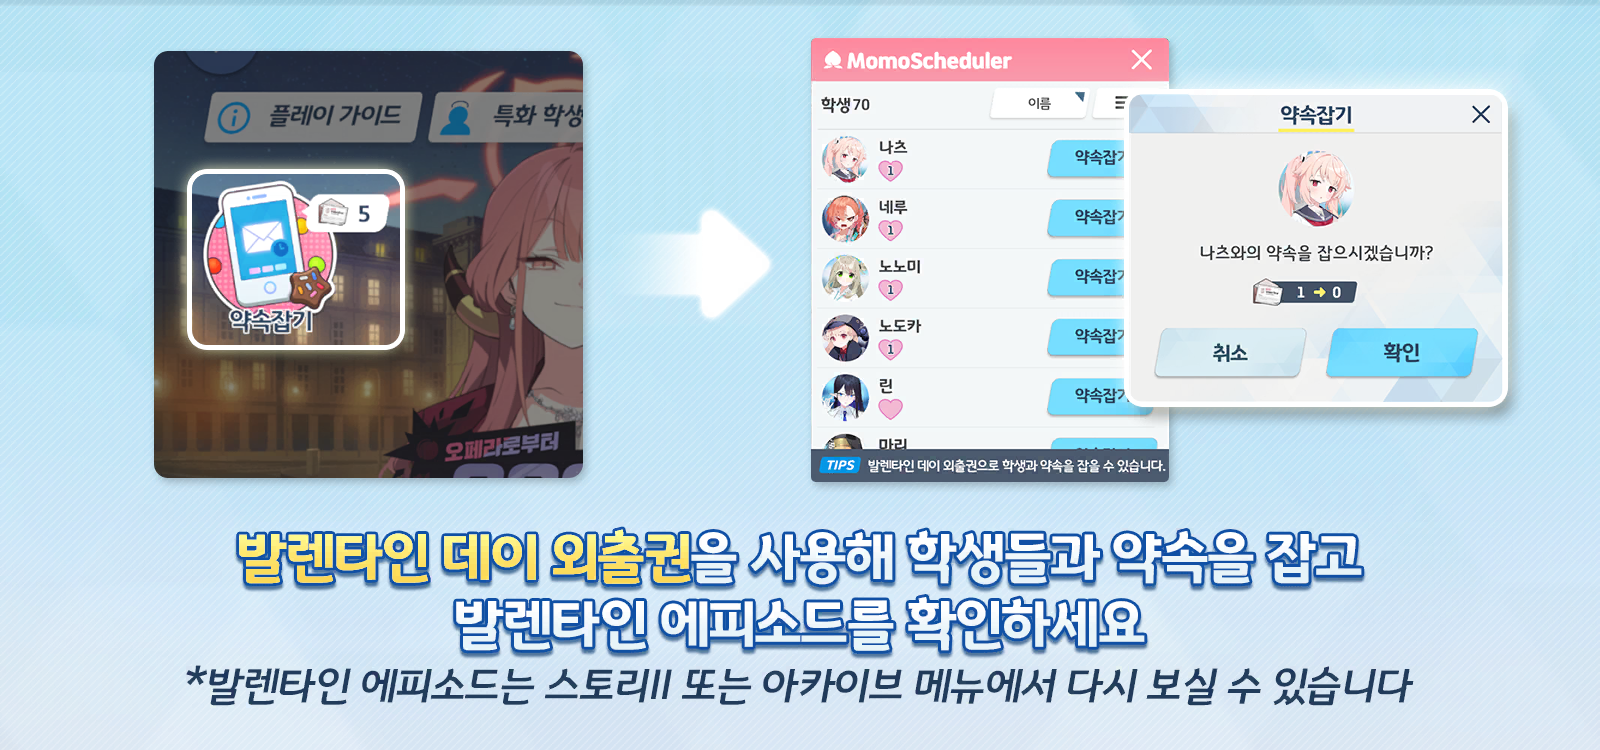 플레이 가이드
특화 학생
5
약속잡기
오페라로부터
MomoScheduler
학생 70
이름
나츠
1
약속잡기
네루
1
약속잡기
노노미
1
약속잡기
노도카
1
약속잡기
린
약속잡기
마리
TIPS 발렌타인 데이 외출권으로 학생과 약속을 잡을 수 있습니다.
약속잡기
나츠와의 약속을 잡으시겠습니까?
1 → 0
취소
확인
발렌타인 데이 외출권을 사용해 학생들과 약속을 잡고
발렌타인 에피소드를 확인하세요
*발렌타인 에피소드는 스토리II 또는 아카이브 메뉴에서 다시 보실 수 있습니다